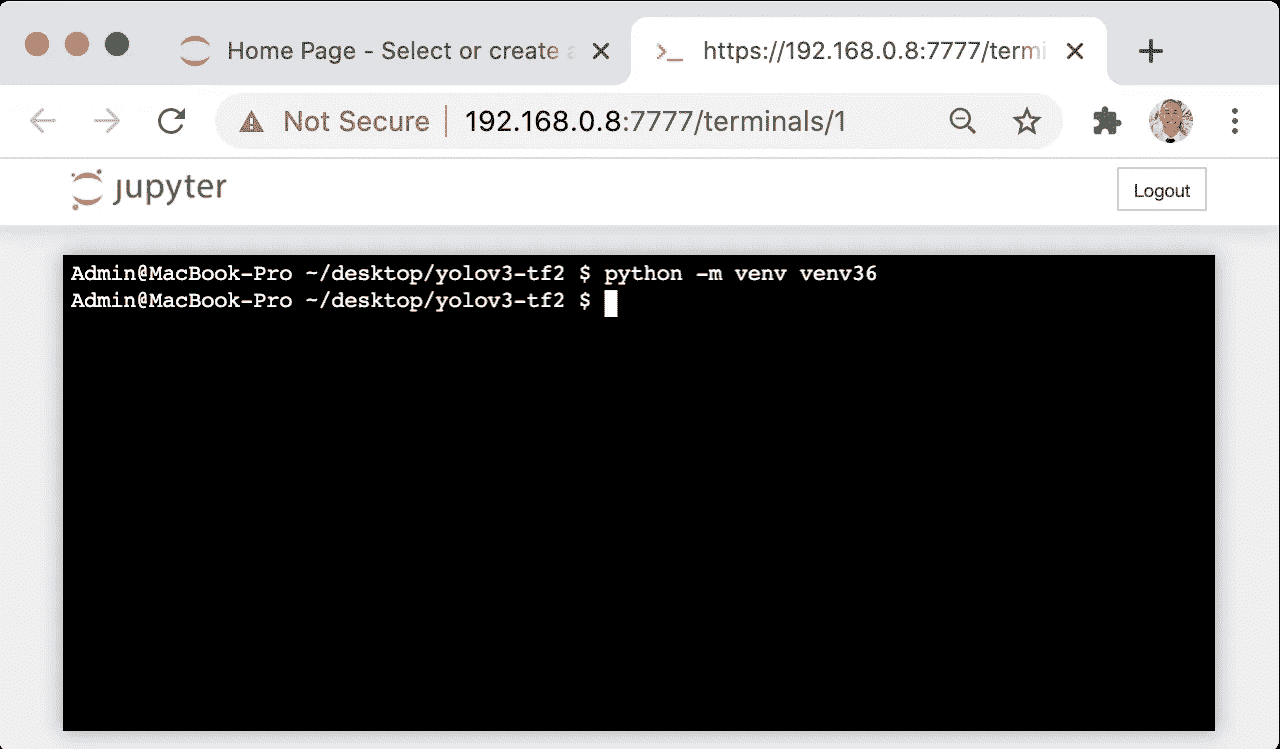 Home Page - Select or create a
https://192.168.0.8:7777/termi
Not Secure 192.168.0.8:7777/terminals/1
jupyter
Logout
Admin@MacBook-Pro ~/desktop/yolov3-tf2 $ python -m venv venv36
Admin@MacBook-Pro ~/desktop/yolov3-tf2 $